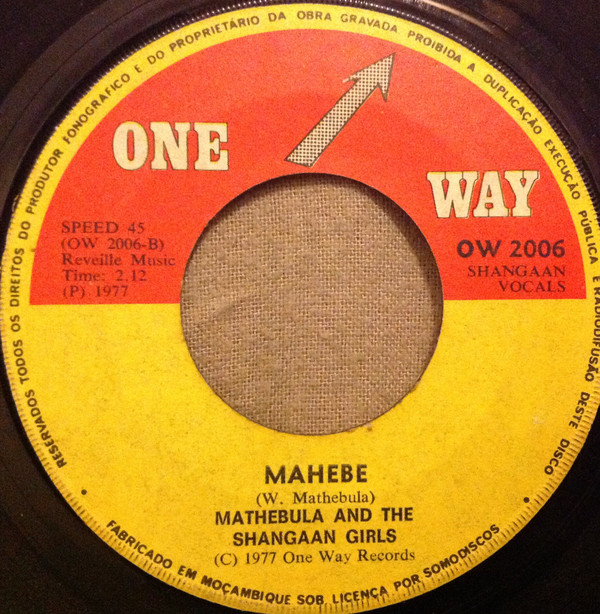 RESERVADOS TODOS OS DIREITOS DO PRODUTOR FONOGRAFICO E DO PROPRIETÁRIO DA OBRA GRAVADA PROIBIDA A DUPLICAÇÃO EXECUÇÃO PÚBLICA E RADIODIFUSÃO DESTE DISCO
ONE WAY
SPEED 45
(OW 2006-B)
Reveille Music
Time: 2.12
(P) 1977
OW 2006
SHANGAAN
VOCALS
MAHEBE
(W. Mathebula)
MATHEBULA AND THE
SHANGAAN GIRLS
(C) 1977 One Way Records
• FABRICADO EM MOÇAMBIQUE SOB LICENÇA POR SOMODISCOS •